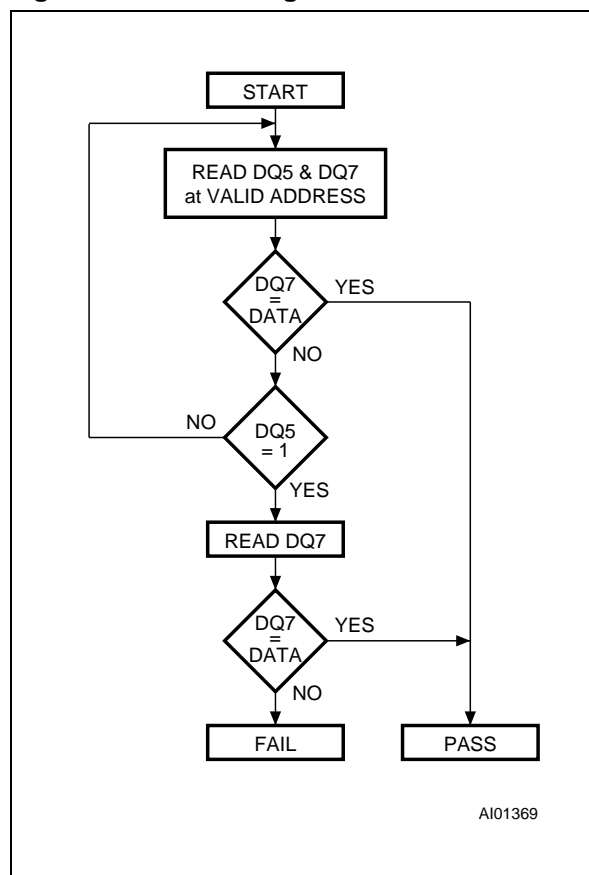 START
READ DQ5 & DQ7
at VALID ADDRESS
DQ7
=
DATA
YES
NO
DQ5
= 1
NO
YES
READ DQ7
DQ7
=
DATA
YES
NO
FAIL
PASS
AI01369